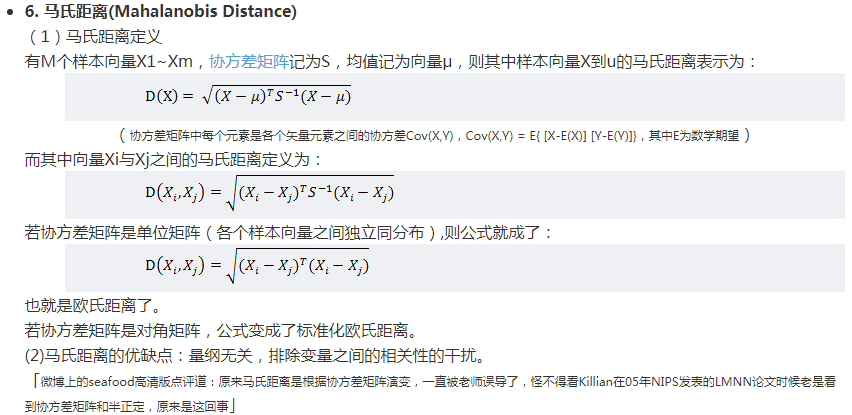 6. 马氏距离(Mahalanobis Distance)
（1）马氏距离定义
有M个样本向量X1~Xm，协方差矩阵记为S，均值记为向量μ，则其中样本向量X到u的马氏距离表示为：
D(X) = √(X − μ)ᵀS⁻¹(X − μ)
（协方差矩阵中每个元素是各个矢量元素之间的协方差Cov(X,Y)，Cov(X,Y) = E{ [X-E(X)] [Y-E(Y)]}，其中E为数学期望）
而其中向量Xi与Xj之间的马氏距离定义为：
D(Xᵢ,Xⱼ) = √(Xᵢ − Xⱼ)ᵀS⁻¹(Xᵢ − Xⱼ)
若协方差矩阵是单位矩阵（各个样本向量之间独立同分布）,则公式就成了：
D(Xᵢ,Xⱼ) = √(Xᵢ − Xⱼ)ᵀ(Xᵢ − Xⱼ)
也就是欧氏距离了。
若协方差矩阵是对角矩阵，公式变成了标准化欧氏距离。
(2)马氏距离的优缺点：量纲无关，排除变量之间的相关性的干扰。
「微博上的seafood高清版点评道：原来马氏距离是根据协方差矩阵演变，一直被老师误导了，怪不得看Killian在05年NIPS发表的LMNN论文时候老是看
到协方差矩阵和半正定，原来是这回事」